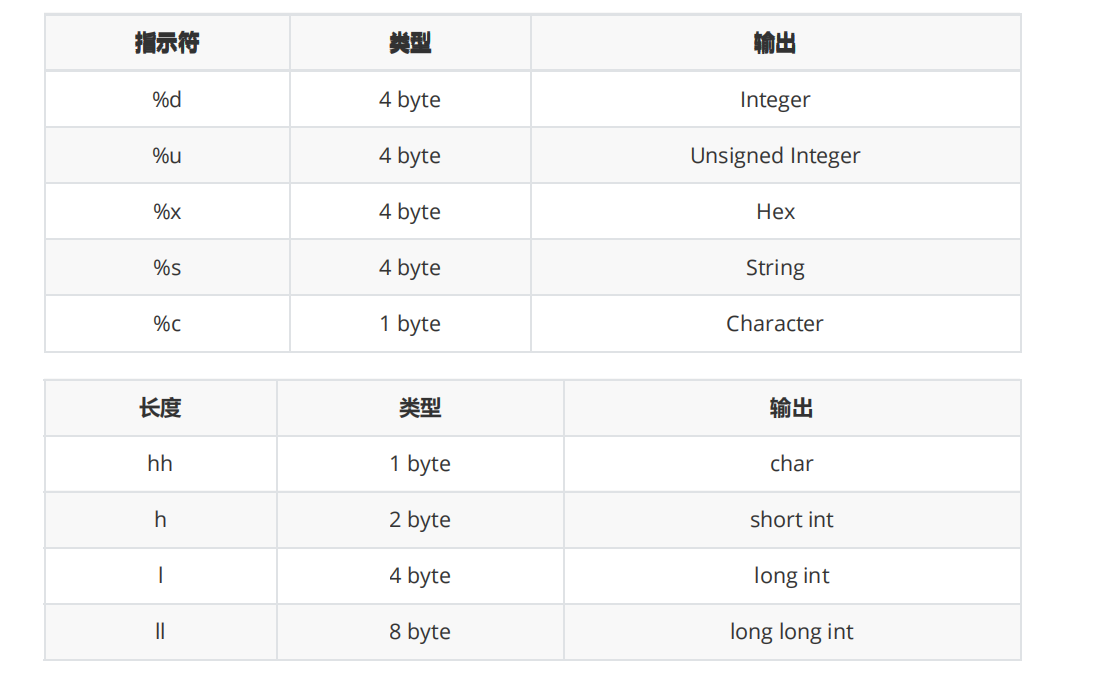 指示符 类型 输出
%d 4 byte Integer
%u 4 byte Unsigned Integer
%x 4 byte Hex
%s 4 byte String
%c 1 byte Character
长度 类型 输出
hh 1 byte char
h 2 byte short int
l 4 byte long int
ll 8 byte long long int